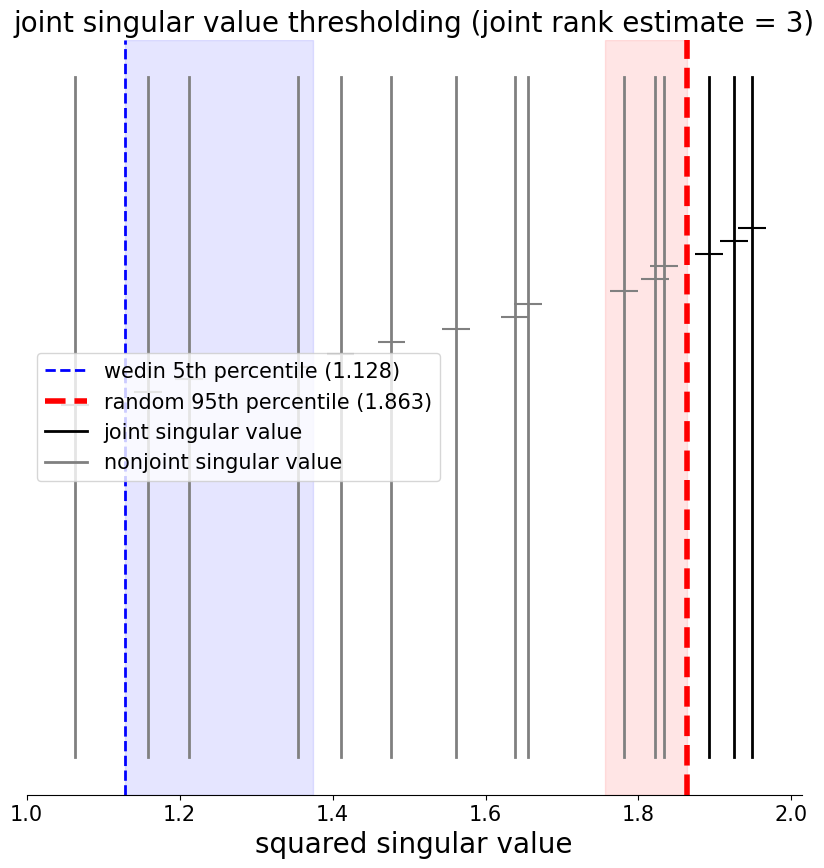 joint singular value thresholding (joint rank estimate = 3)
wedin 5th percentile (1.128)
random 95th percentile (1.863)
joint singular value
nonjoint singular value
1.0 1.2 1.4 1.6 1.8 2.0
squared singular value